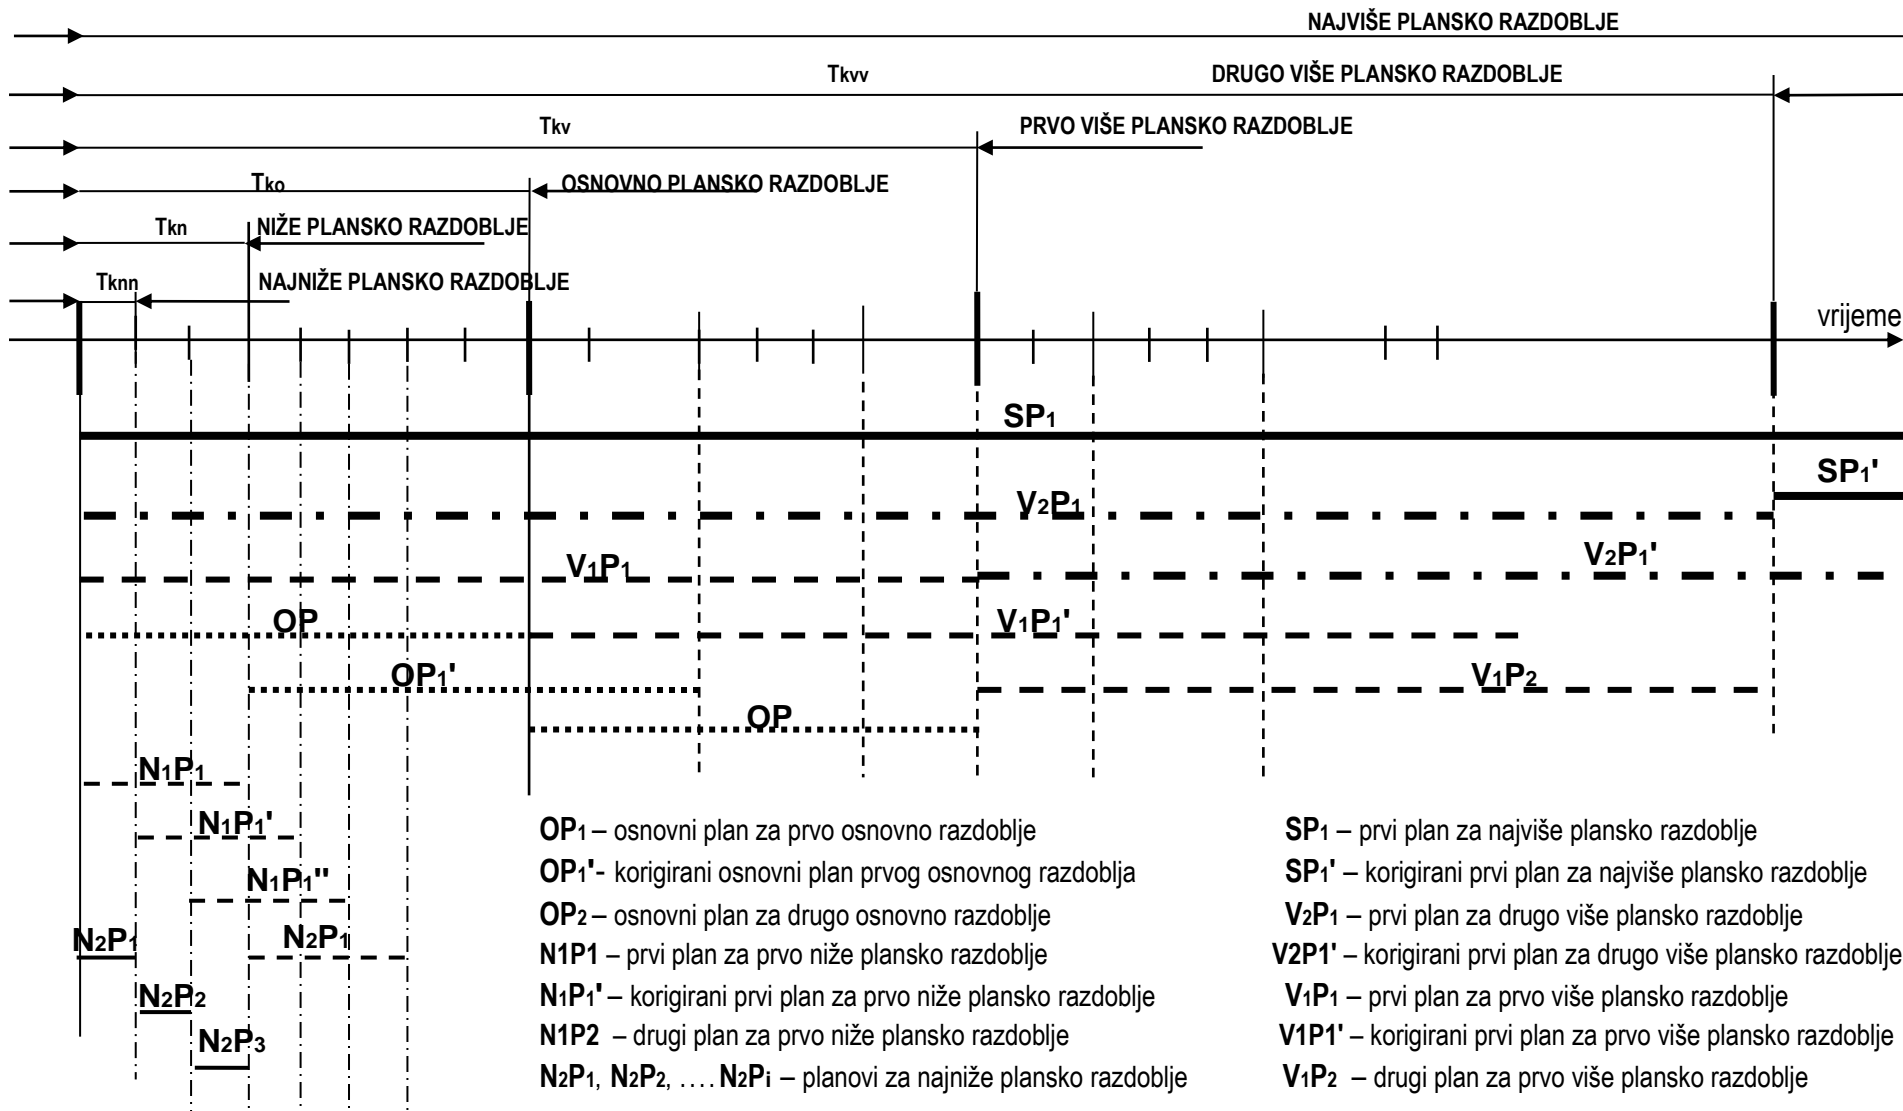 NAJVIŠE PLANSKO RAZDOBLJE
Tkvv DRUGO VIŠE PLANSKO RAZDOBLJE
Tkv PRVO VIŠE PLANSKO RAZDOBLJE
Tko OSNOVNO PLANSKO RAZDOBLJE
Tkn NIŽE PLANSKO RAZDOBLJE
Tknn NAJNIŽE PLANSKO RAZDOBLJE
vrijeme
SP1
SP1'
V2P1
V2P1'
V1P1
OP V1P1'
OP1' V1P2
OP
N1P1
N1P1'
N1P1''
N2P1 N2P1
N2P2
N2P3
OP1 – osnovni plan za prvo osnovno razdoblje
OP1'- korigirani osnovni plan prvog osnovnog razdoblja
OP2 – osnovni plan za drugo osnovno razdoblje
N1P1 – prvi plan za prvo niže plansko razdoblje
N1P1' – korigirani prvi plan za prvo niže plansko razdoblje
N1P2 – drugi plan za prvo niže plansko razdoblje
N2P1, N2P2, .... N2Pi – planovi za najniže plansko razdoblje
SP1 – prvi plan za najviše plansko razdoblje
SP1' – korigirani prvi plan za najviše plansko razdoblje
V2P1 – prvi plan za drugo više plansko razdoblje
V2P1' – korigirani prvi plan za drugo više plansko razdoblje
V1P1 – prvi plan za prvo više plansko razdoblje
V1P1' – korigirani prvi plan za prvo više plansko razdoblje
V1P2 – drugi plan za prvo više plansko razdoblje